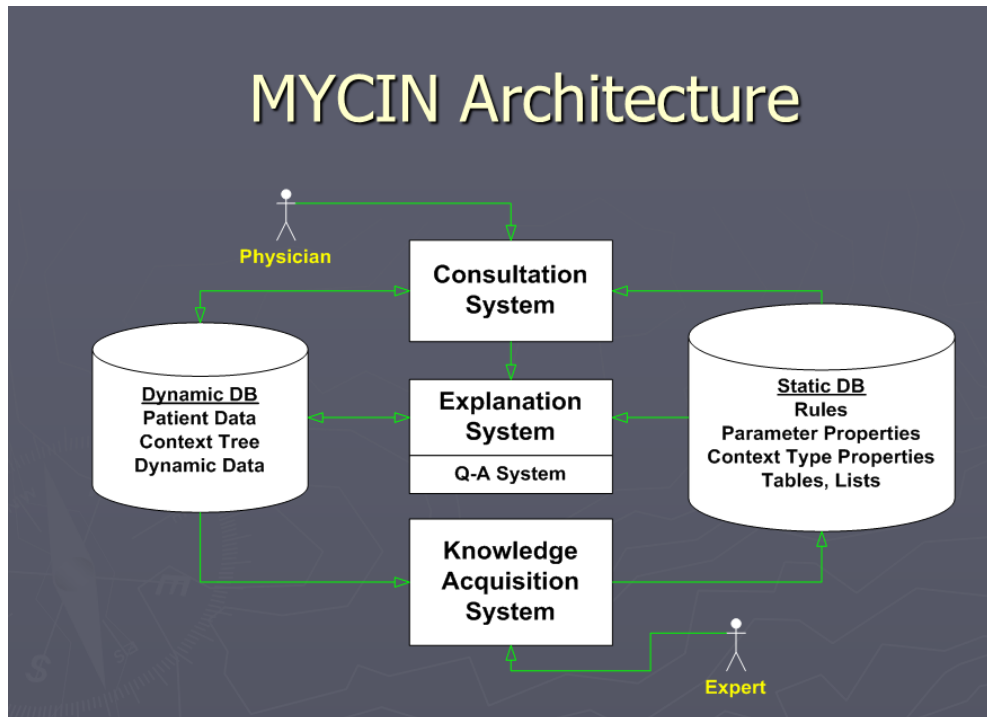 MYCIN Architecture
Physician
Consultation
System
Dynamic DB
Patient Data
Context Tree
Dynamic Data
Explanation
System
Q-A System
Static DB
Rules
Parameter Properties
Context Type Properties
Tables, Lists
Knowledge
Acquisition
System
Expert